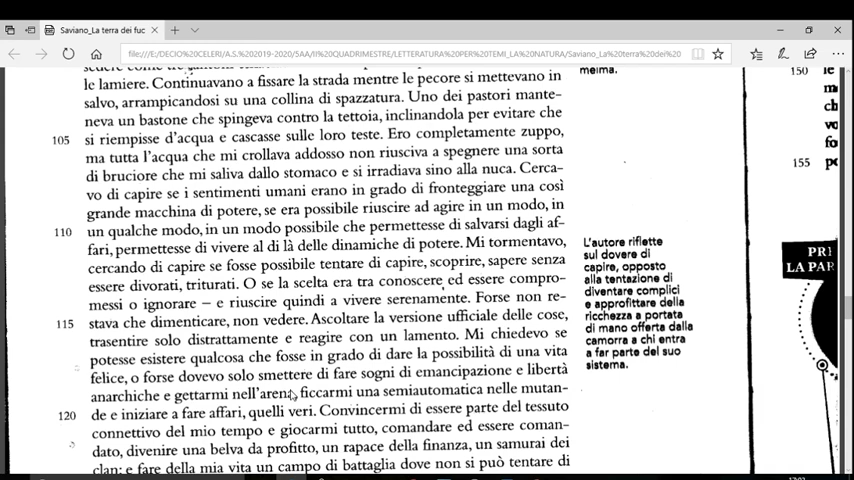 Saviano_La terra dei fuc
file:///E:/DECIO%20CELERI/A.S.%202019-2020/5AA/II%20QUADRIMESTRE/LETTERATURA%20PER%20TEMI_LA%20NATURA/Saviano_La%20terra%20dei%20
le lamiere. Continuavano a fissare la strada mentre le pecore si mettevano in
salvo, arrampicandosi su una collina di spazzatura. Uno dei pastori mante-
neva un bastone che spingeva contro la tettoia, inclinandola per evitare che
105 si riempisse d'acqua e cascasse sulle loro teste. Ero completamente zuppo,
ma tutta l'acqua che mi crollava addosso non riusciva a spegnere una sorta
di bruciore che mi saliva dallo stomaco e si irradiava sino alla nuca. Cerca-
vo di capire se i sentimenti umani erano in grado di fronteggiare una così
grande macchina di potere, se era possibile riuscire ad agire in un modo, in
110 un qualche modo, in un modo possibile che permettesse di salvarsi dagli af-
fari, permettesse di vivere al di là delle dinamiche di potere. Mi tormentavo,
cercando di capire se fosse possibile tentare di capire, scoprire, sapere senza
essere divorati, triturati. O se la scelta era tra conoscere ed essere compro-
messi o ignorare – e riuscire quindi a vivere serenamente. Forse non re-
115 stava che dimenticare, non vedere. Ascoltare la versione ufficiale delle cose,
trasentire solo distrattamente e reagire con un lamento. Mi chiedevo se
potesse esistere qualcosa che fosse in grado di dare la possibilità di una vita
felice, o forse dovevo solo smettere di fare sogni di emancipazione e libertà
anarchiche e gettarmi nell'arena, ficcarmi una semiautomatica nelle mutan-
120 de e iniziare a fare affari, quelli veri. Convincermi di essere parte del tessuto
connettivo del mio tempo e giocarmi tutto, comandare ed essere coman-
dato, divenire una belva da profitto, un rapace della finanza, un samurai dei
clan; e fare della mia vita un campo di battaglia dove non si può tentare di
melma.
L'autore riflette
sul dovere di
capire, opposto
alla tentazione di
diventare complici
e approfittare della
ricchezza a portata
di mano offerta dalla
camorra a chi entra
a far parte del suo
sistema.
150
155
PRI
LA PAR